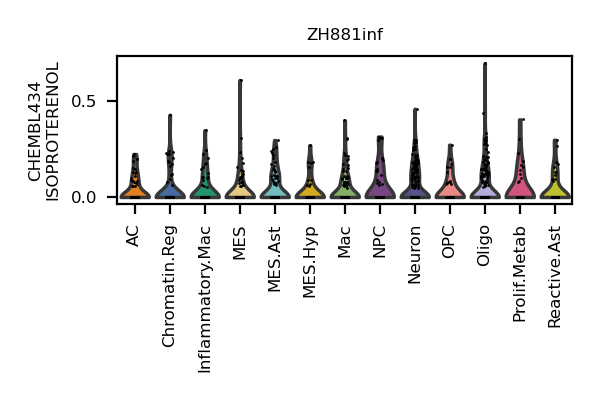 ZH881inf
CHEMBL434
ISOPROTERENOL
0.5
0.0
AC
Chromatin.Reg
Inflammatory.Mac
MES
MES.Ast
MES.Hyp
Mac
NPC
Neuron
OPC
Oligo
Prolif.Metab
Reactive.Ast